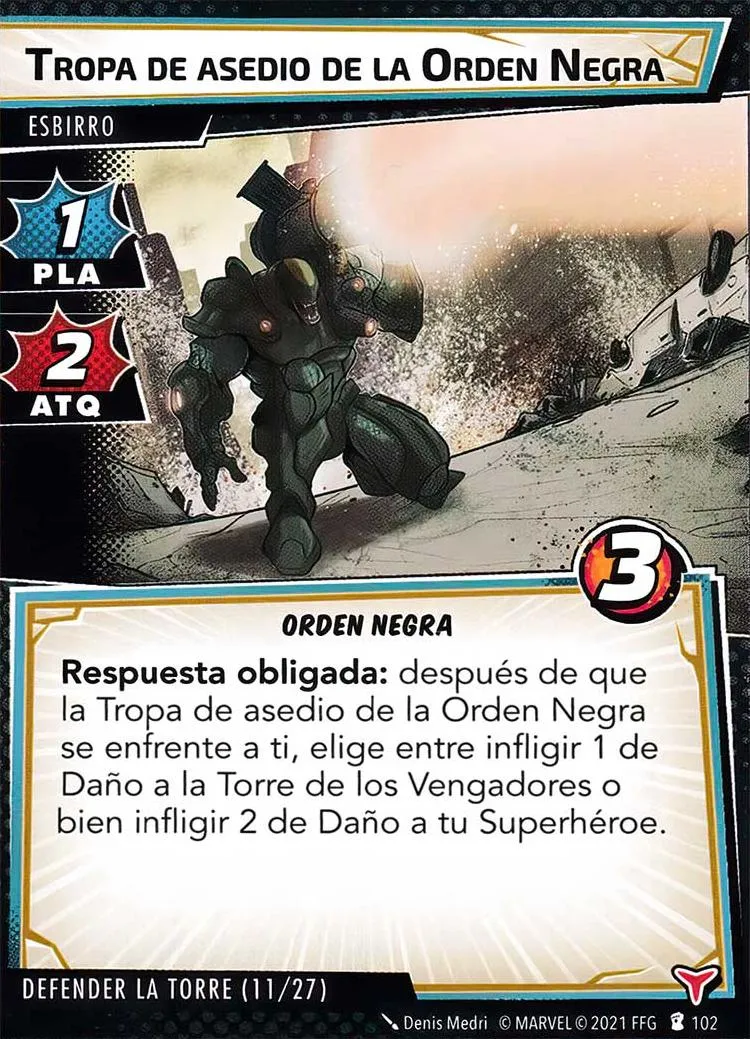 TROPA DE ASEDIO DE LA ORDEN NEGRA
ESBIRRO
1
PLA
2
ATQ
3
ORDEN NEGRA
Respuesta obligada: después de que
la Tropa de asedio de la Orden Negra
se enfrente a ti, elige entre infligir 1 de
Daño a la Torre de los Vengadores o
bien infligir 2 de Daño a tu Superhéroe.
DEFENDER LA TORRE (11/27)
Denis Medri © MARVEL © 2021 FFG 102